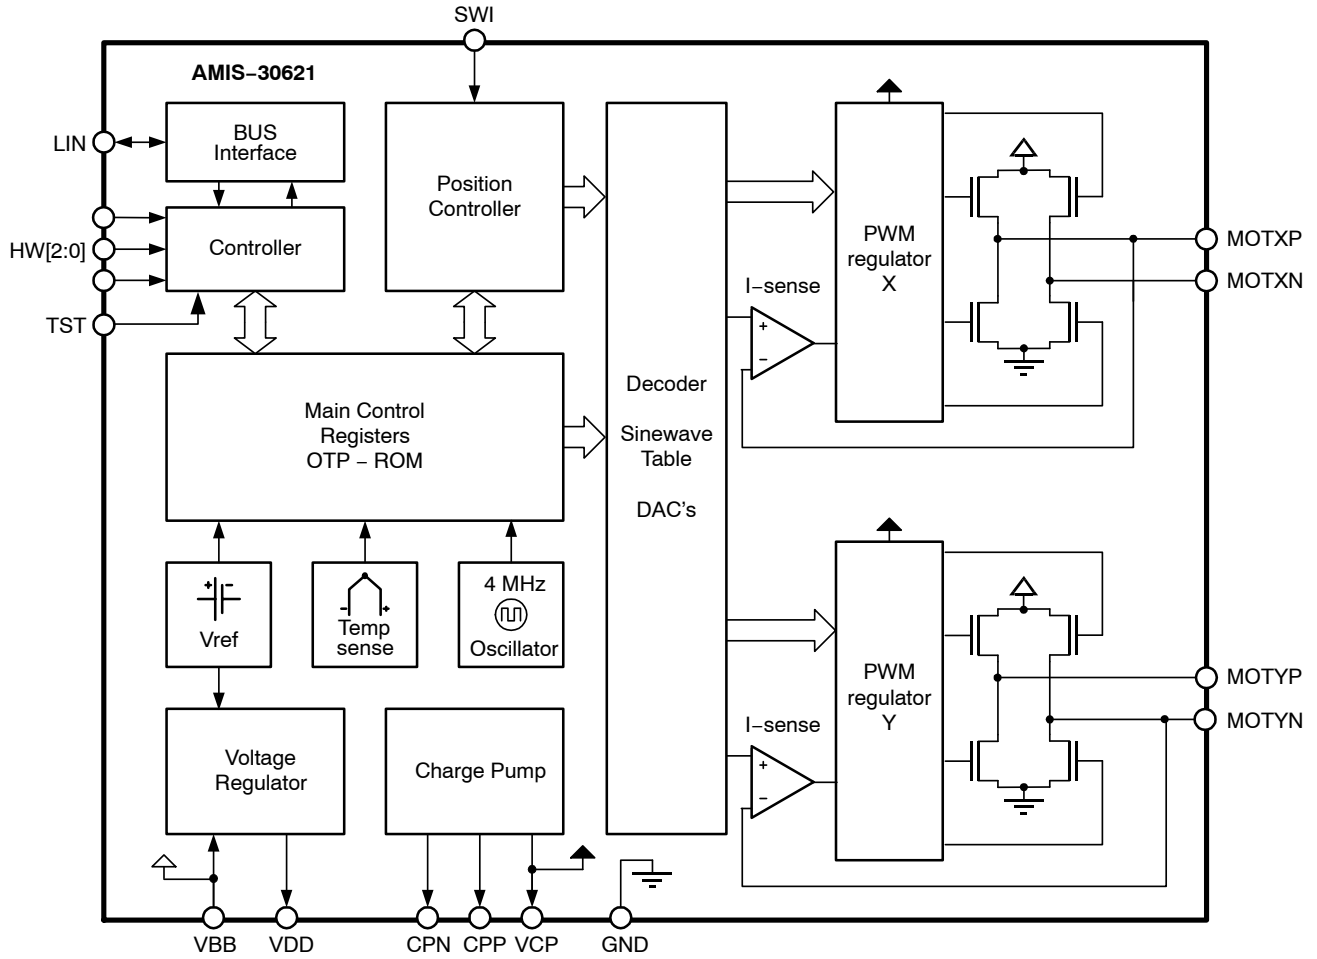 SWI
AMIS–30621
LIN
BUS
Interface
Position
Controller
HW[2:0]
Controller
TST
PWM
regulator
X
MOTXP
MOTXN
I–sense
+
–
Main Control
Registers
OTP – ROM
Decoder
Sinewave
Table
DAC's
+ –
Vref
– +
Temp
sense
4 MHz
Oscillator
PWM
regulator
Y
MOTYP
MOTYN
I–sense
+
–
Voltage
Regulator
Charge Pump
VBB
VDD
CPN
CPP
VCP
GND